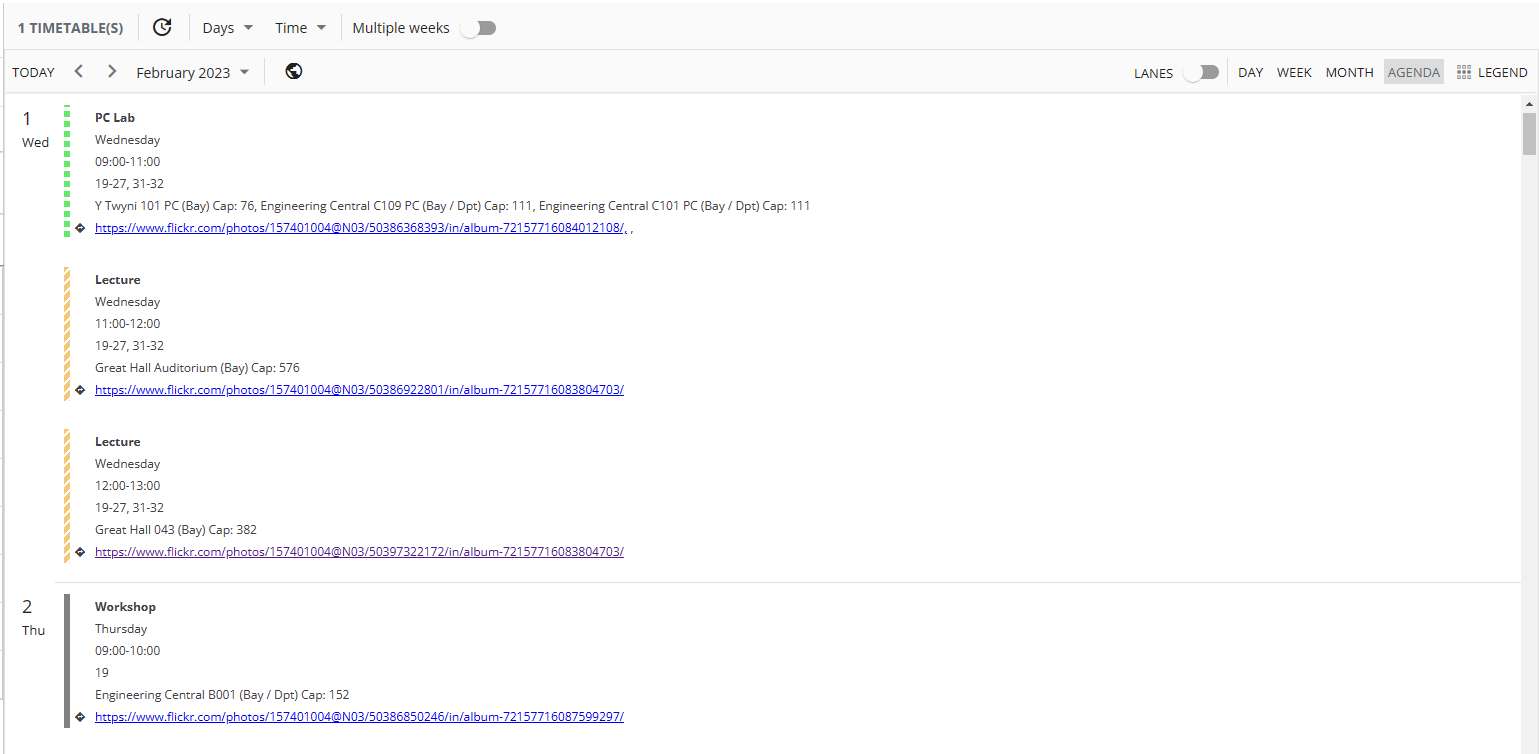 1 TIMETABLE(S) Days Time Multiple weeks
TODAY February 2023 LANES DAY WEEK MONTH AGENDA LEGEND
1
Wed
PC Lab
Wednesday
09:00-11:00
19-27, 31-32
Y Twyni 101 PC (Bay) Cap: 76, Engineering Central C109 PC (Bay / Dpt) Cap: 111, Engineering Central C101 PC (Bay / Dpt) Cap: 111
https://www.flickr.com/photos/157401004@N03/50386368393/in/album-72157716084012108/, ,
Lecture
Wednesday
11:00-12:00
19-27, 31-32
Great Hall Auditorium (Bay) Cap: 576
https://www.flickr.com/photos/157401004@N03/50386922801/in/album-72157716083804703/
Lecture
Wednesday
12:00-13:00
19-27, 31-32
Great Hall 043 (Bay) Cap: 382
https://www.flickr.com/photos/157401004@N03/50397322172/in/album-72157716083804703/
2
Thu
Workshop
Thursday
09:00-10:00
19
Engineering Central B001 (Bay / Dpt) Cap: 152
https://www.flickr.com/photos/157401004@N03/50386850246/in/album-72157716087599297/